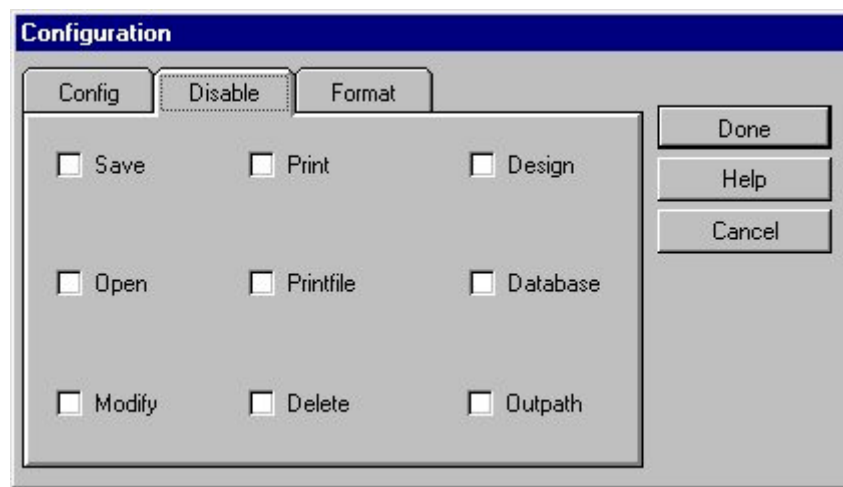 Configuration
Config Disable Format
Done
Save Print Design
Help
Cancel
Open Printfile Database
Modify Delete Outpath